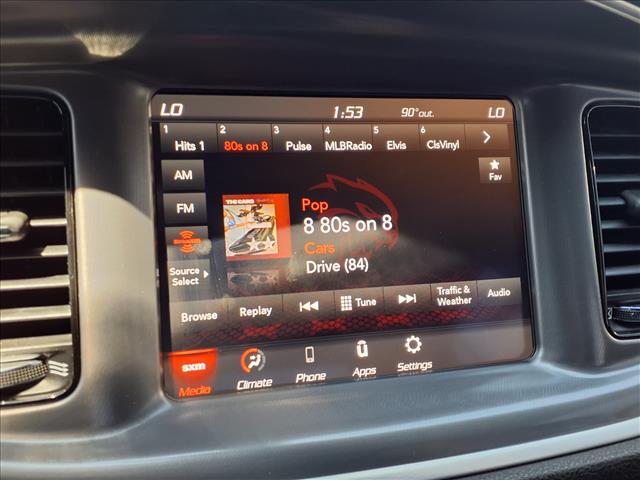 LO 1:53 90°out. LO
1 Hits 1 2 80s on 8 3 Pulse 4 MLBRadio 5 Elvis 6 ClsVinyl
AM
Fav
FM
THE CARS
Pop
8 80s on 8
Cars
Drive (84)
Source Select
Browse Replay Tune Traffic & Weather Audio
sxm
Media Climate Phone Apps Settings